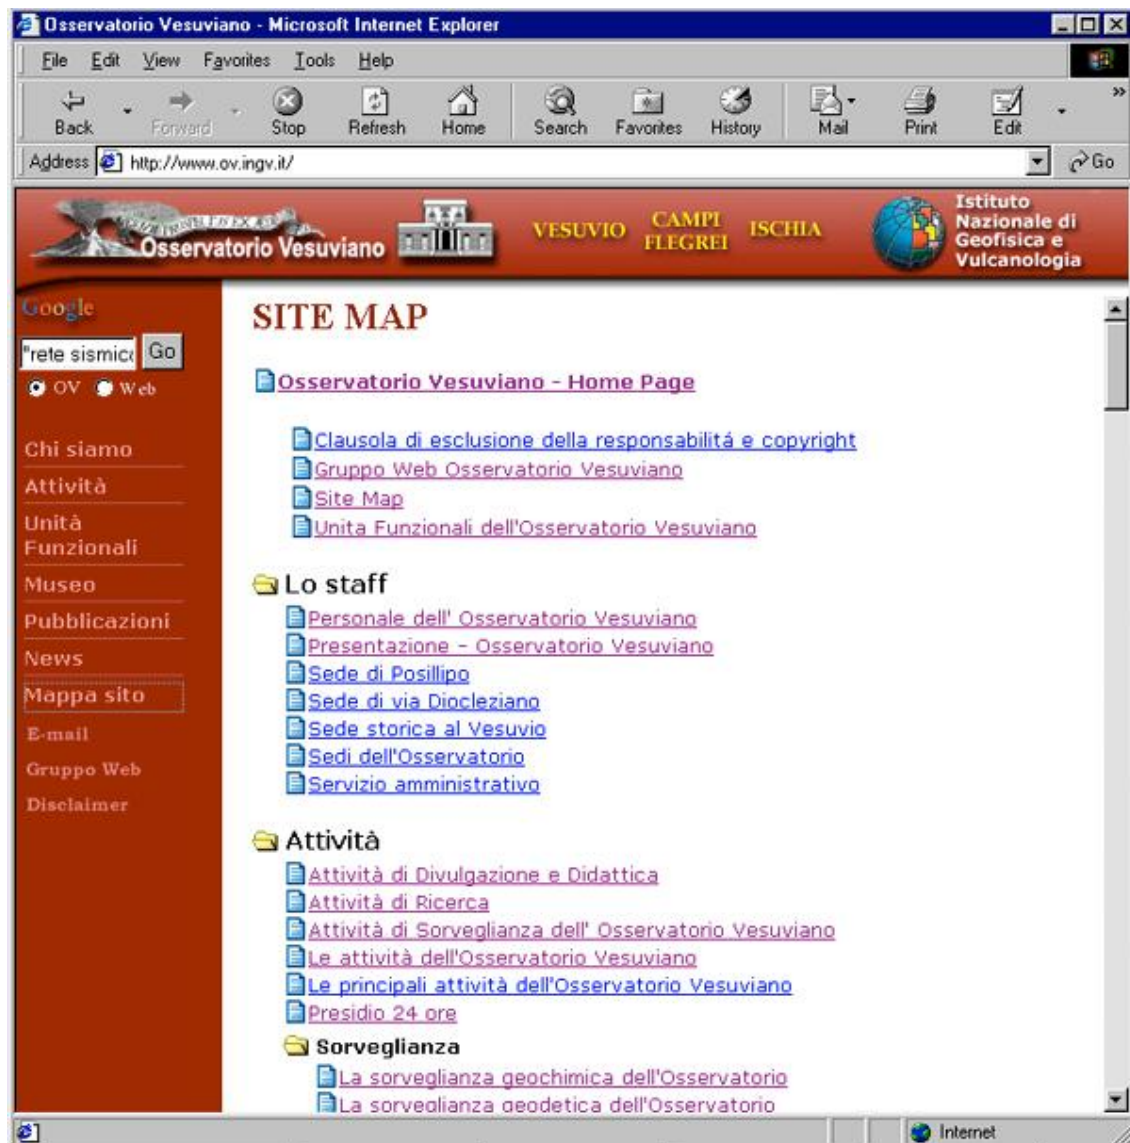 Osservatorio Vesuviano - Microsoft Internet Explorer
File Edit View Favorites Tools Help
Back Forward Stop Refresh Home Search Favorites History Mail Print Edit
Address http://www.ov.ingv.it/ Go
Osservatorio Vesuviano
VESUVIO
CAMPI
FLEGREI
ISCHIA
Istituto
Nazionale di
Geofisica e
Vulcanologia
Google
"rete sismic Go
OV Web
Chi siamo
Attività
Unità
Funzionali
Museo
Pubblicazioni
News
Mappa sito
E-mail
Gruppo Web
Disclaimer
SITE MAP
Osservatorio Vesuviano - Home Page
Clausola di esclusione della responsabilitá e copyright
Gruppo Web Osservatorio Vesuviano
Site Map
Unita Funzionali dell'Osservatorio Vesuviano
Lo staff
Personale dell' Osservatorio Vesuviano
Presentazione - Osservatorio Vesuviano
Sede di Posillipo
Sede di via Diocleziano
Sede storica al Vesuvio
Sedi dell'Osservatorio
Servizio amministrativo
Attività
Attività di Divulgazione e Didattica
Attività di Ricerca
Attività di Sorveglianza dell' Osservatorio Vesuviano
Le attività dell'Osservatorio Vesuviano
Le principali attività dell'Osservatorio Vesuviano
Presidio 24 ore
Sorveglianza
La sorveglianza geochimica dell'Osservatorio
La sorveglianza geodetica dell'Osservatorio
Internet